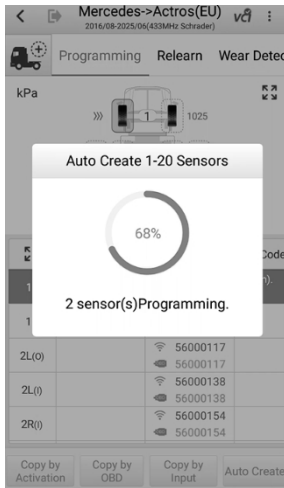 Mercedes->Actros(EU)
2016/08-2025/06(433MHz Schrader)
vci
Programming Relearn Wear Detec
kPa
1 1025
Auto Create 1-20 Sensors
68%
2 sensor(s)Programming.
Code
1
n).
1
2L(O) 56000117
56000117
2L(I) 56000138
56000138
2R(I) 56000154
56000154
Copy by Activation
Copy by OBD
Copy by Input
Auto Create